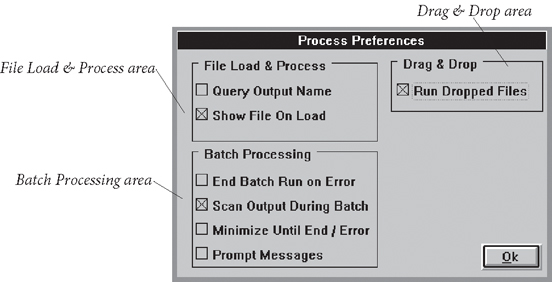 Drag & Drop area
Process Preferences
File Load & Process area
File Load & Process
Query Output Name
Show File On Load
Drag & Drop
Run Dropped Files
Batch Processing area
Batch Processing
End Batch Run on Error
Scan Output During Batch
Minimize Until End / Error
Prompt Messages
Ok